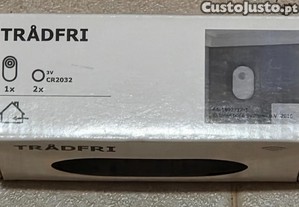 CustoJusto.pt
TRÅDFRI
3V
CR2032
1x
2x
TRÅDFRI